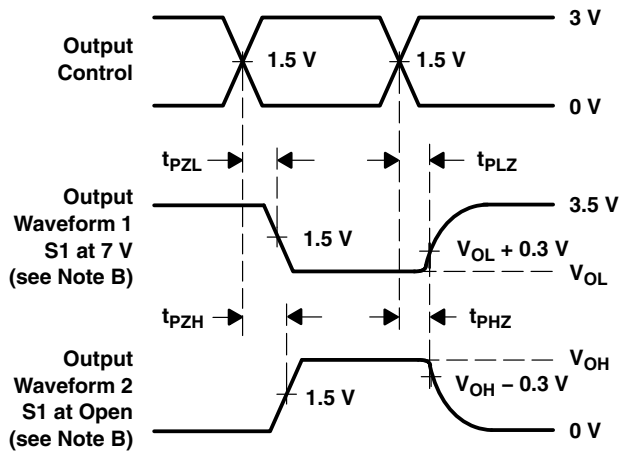 3 V
Output
Control
1.5 V
1.5 V
0 V
tPZL
tPLZ
Output
Waveform 1
S1 at 7 V
(see Note B)
3.5 V
1.5 V
VOL + 0.3 V
VOL
tPZH
tPHZ
Output
Waveform 2
S1 at Open
(see Note B)
VOH
1.5 V
VOH – 0.3 V
0 V